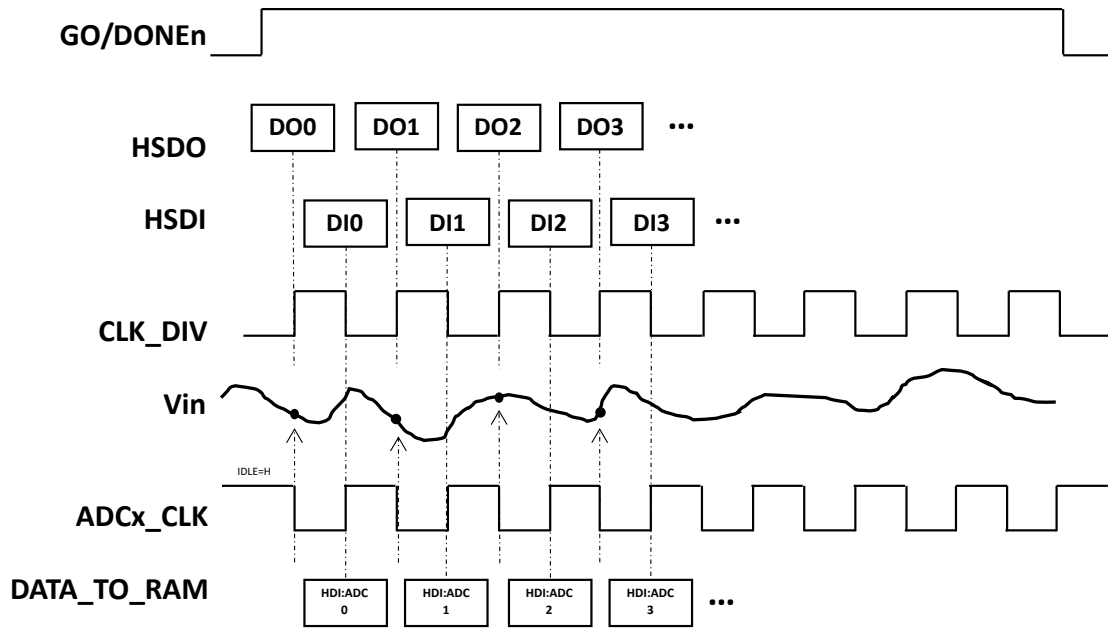 GO/DONEn
HSDO DO0 DO1 DO2 DO3 ...
HSDI DI0 DI1 DI2 DI3 ...
CLK_DIV
Vin
IDLE=H
ADCx_CLK
DATA_TO_RAM HDI:ADC 0 HDI:ADC 1 HDI:ADC 2 HDI:ADC 3 ...